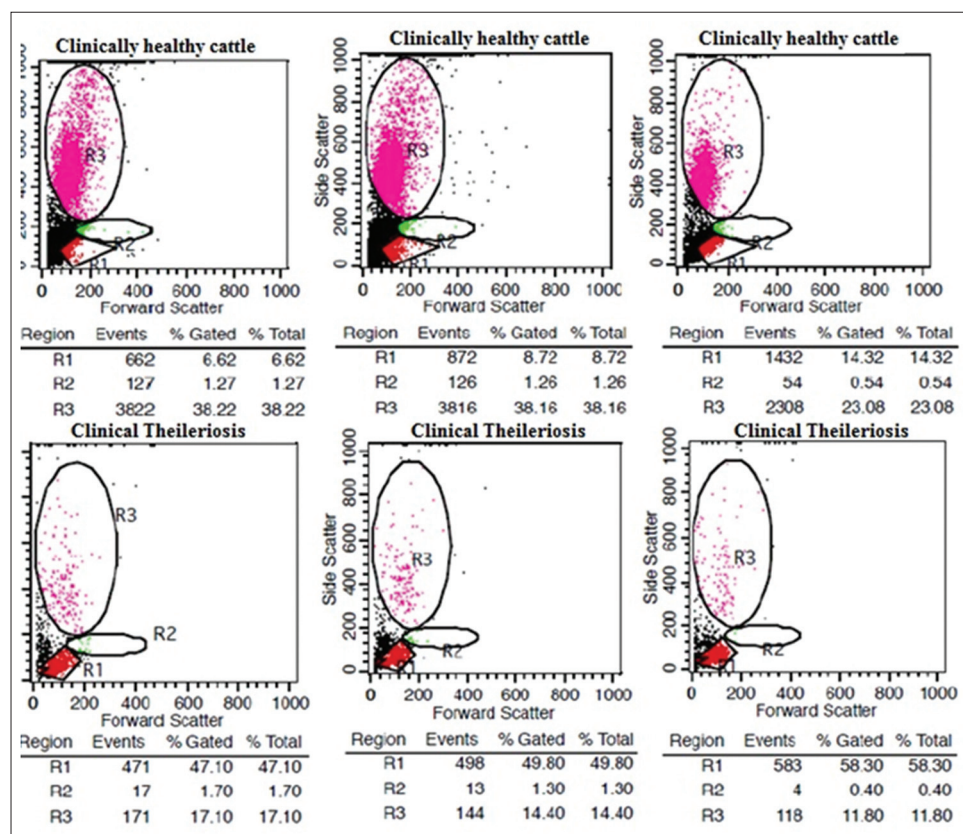 Clinically healthy cattle
Clinically healthy cattle
Clinically healthy cattle
1000
800
600
400
200
0
R3
R2
R1
0 200 400 600 800 1000
Forward Scatter
Side Scatter
1000
800
600
400
200
0
R3
R2
R1
0 200 400 600 800 1000
Forward Scatter
Side Scatter
1000
800
600
400
200
0
R3
R2
R1
0 200 400 600 800 1000
Forward Scatter
Region Events % Gated % Total
R1 662 6.62 6.62
R2 127 1.27 1.27
R3 3822 38.22 38.22
Region Events % Gated % Total
R1 872 8.72 8.72
R2 126 1.26 1.26
R3 3816 38.16 38.16
Region Events % Gated % Total
R1 1432 14.32 14.32
R2 54 0.54 0.54
R3 2308 23.08 23.08
Clinical Theileriosis
Clinical Theileriosis
Clinical Theileriosis
R3
R2
R1
0 200 400 600 800 1000
Forward Scatter
Side Scatter
1000
800
600
400
200
0
R3
R2
0 200 400 600 800 1000
Forward Scatter
Side Scatter
1000
800
600
400
200
0
R3
R2
0 200 400 600 800 1000
Forward Scatter
Region Events % Gated % Total
R1 471 47.10 47.10
R2 17 1.70 1.70
R3 171 17.10 17.10
Region Events % Gated % Total
R1 498 49.80 49.80
R2 13 1.30 1.30
R3 144 14.40 14.40
Region Events % Gated % Total
R1 583 58.30 58.30
R2 4 0.40 0.40
R3 118 11.80 11.80